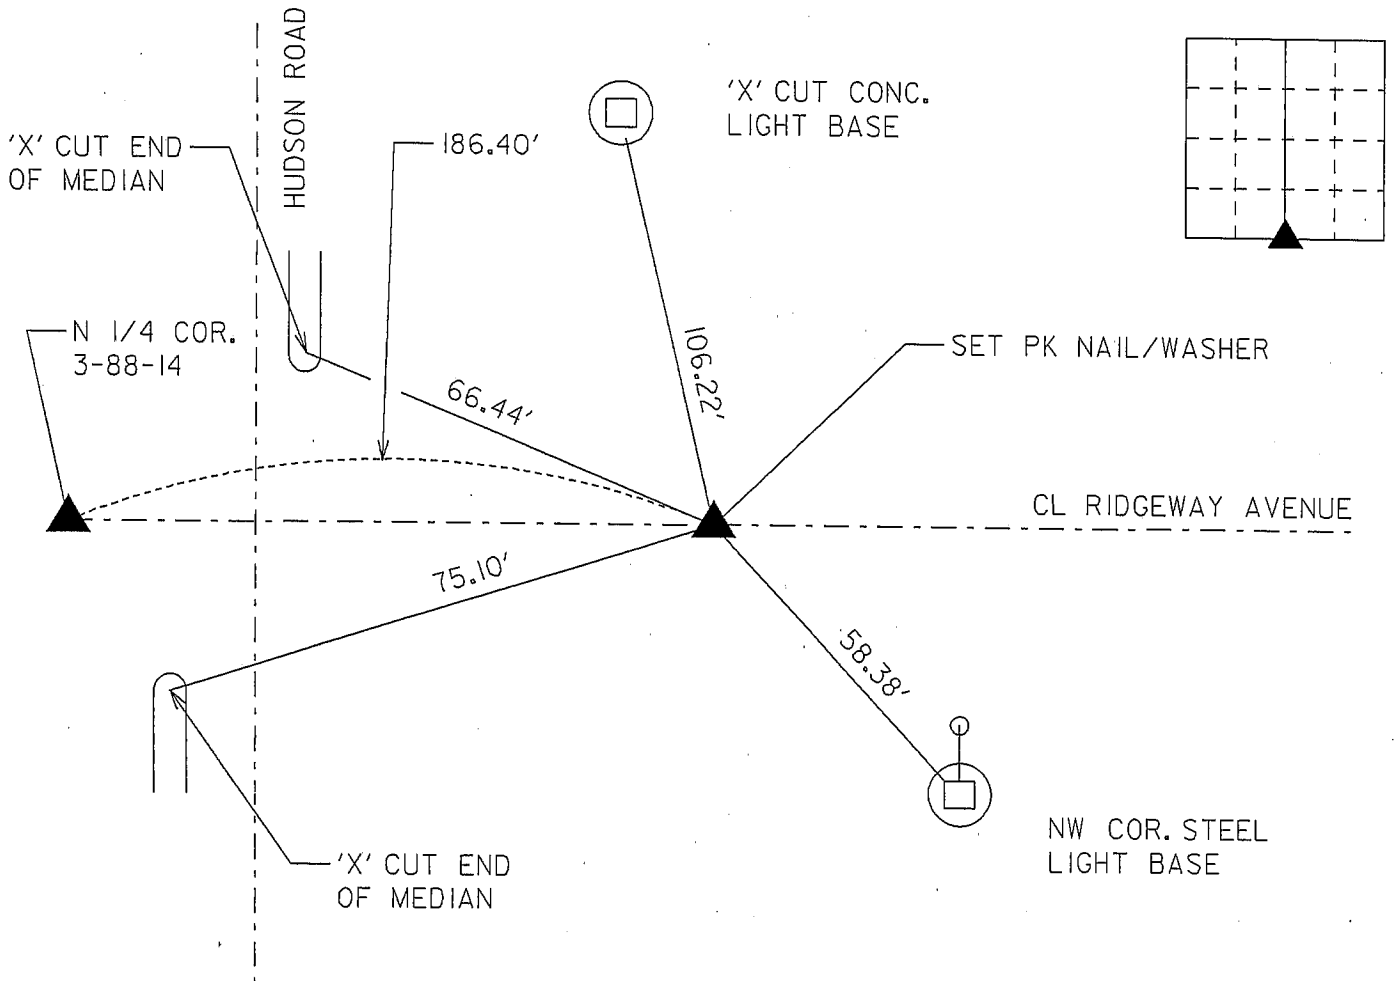 HUDSON ROAD
'X' CUT END
OF MEDIAN
186.40'
'X' CUT CONC.
LIGHT BASE
N 1/4 COR.
3-88-14
66.44'
106.22'
SET PK NAIL/WASHER
CL RIDGEWAY AVENUE
75.10'
58.38'
'X' CUT END
OF MEDIAN
NW COR. STEEL
LIGHT BASE